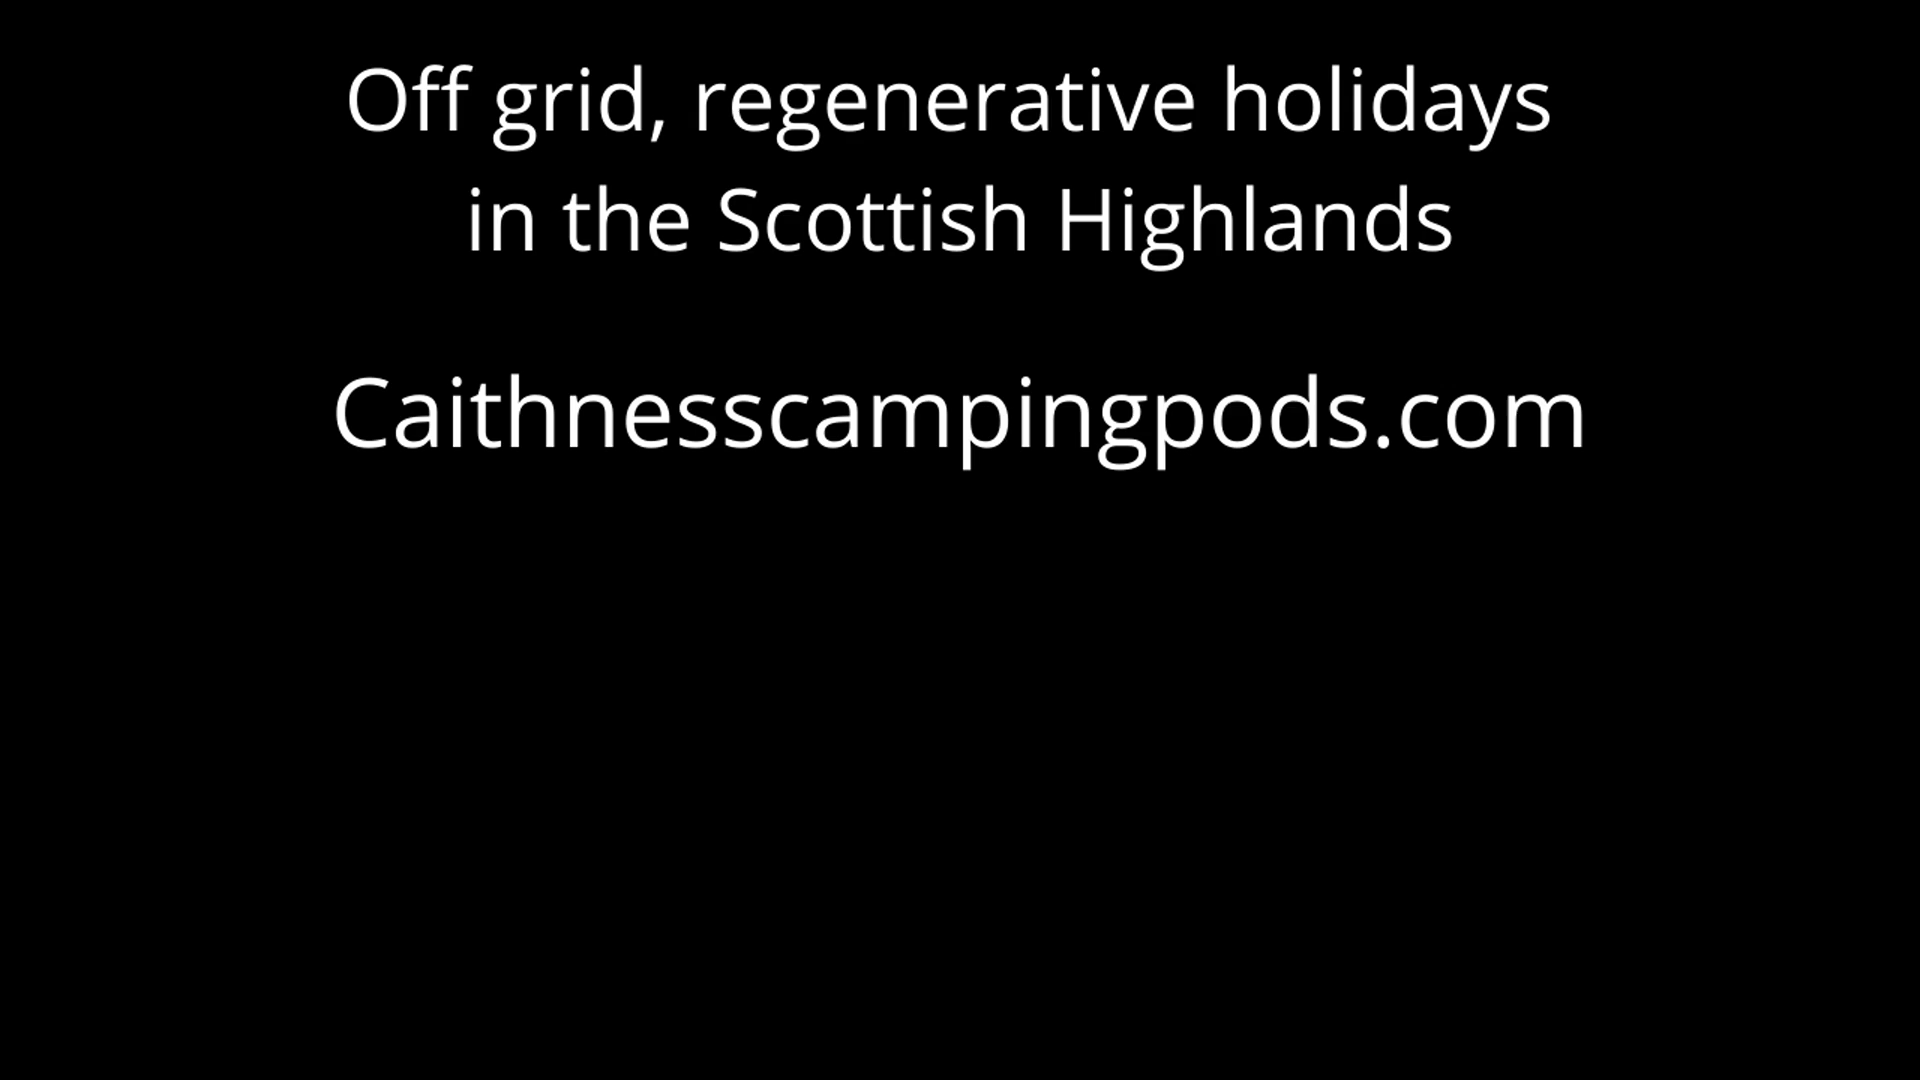 Off grid, regenerative holidays
in the Scottish Highlands
Caithnesscampingpods.com